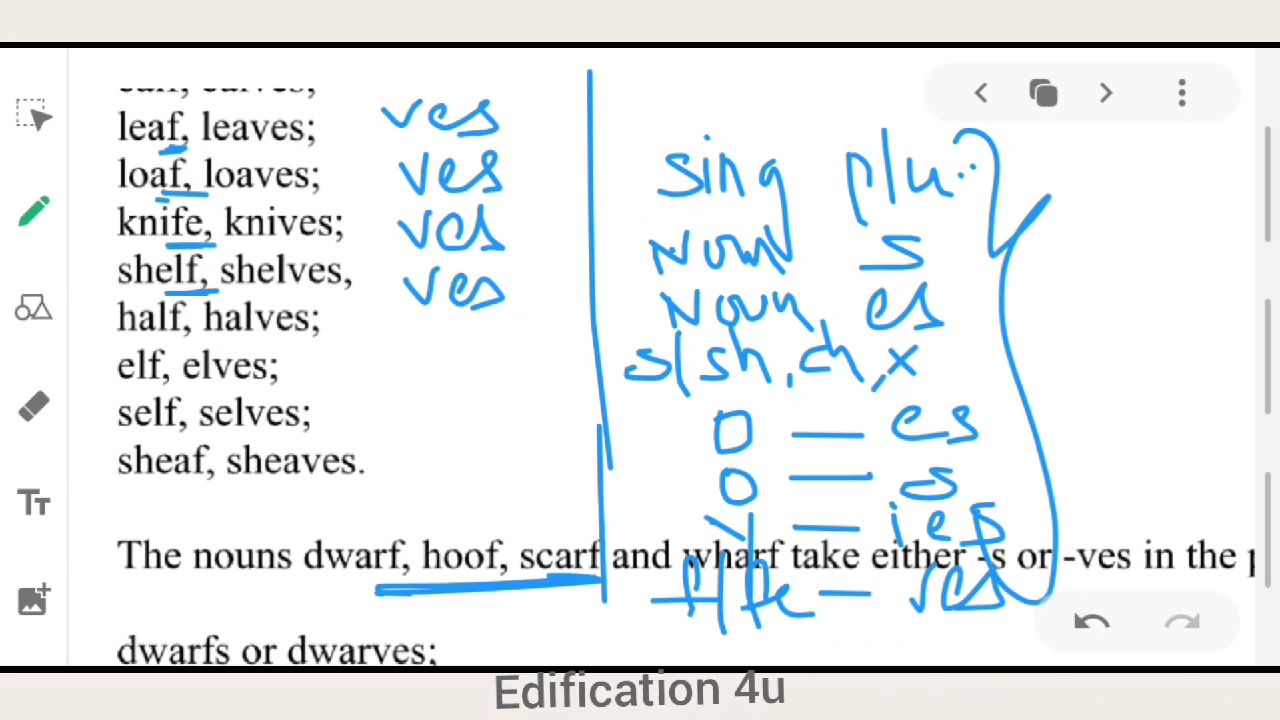 leaf, leaves; ves
loaf, loaves; ves
knife, knives; ves
shelf, shelves, ves
half, halves;
elf, elves;
self, selves;
sheaf, sheaves.
The nouns dwarf, hoof, scarf and wharf take either -s or -ves in the
dwarfs or dwarves;
sing plu..
Noun s
Noun es
s/sh, ch, x
O — es
O — s
Y — ies
f/fe — ves
Tт
Edification 4u